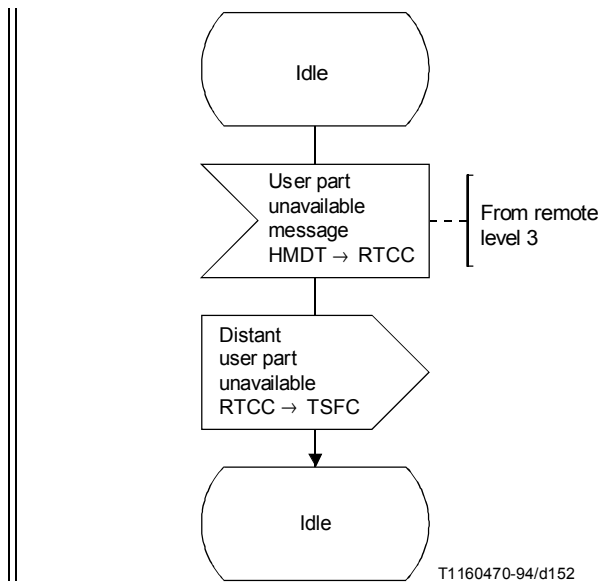 Idle
User part
unavailable
message
HMDT → RTCC
From remote
level 3
Distant
user part
unavailable
RTCC → TSFC
Idle
T1160470-94/d152